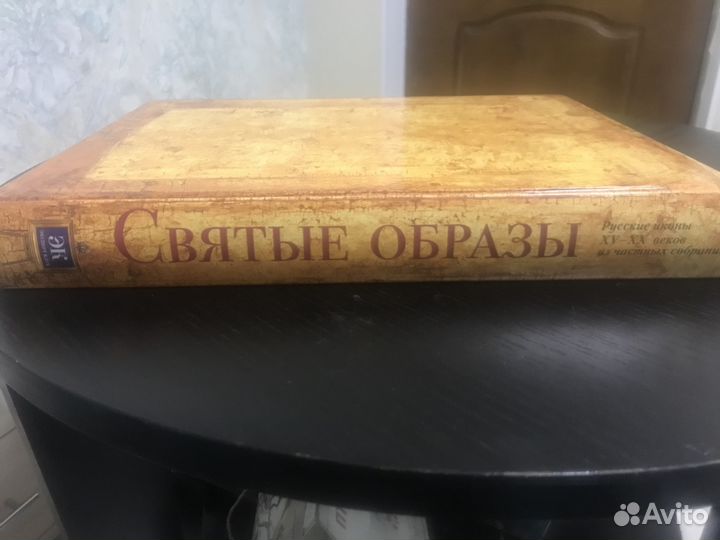 СВЯТЫЕ ОБРАЗЫ
Русские иконы
XV–XX веков
из частных собраний
Avito